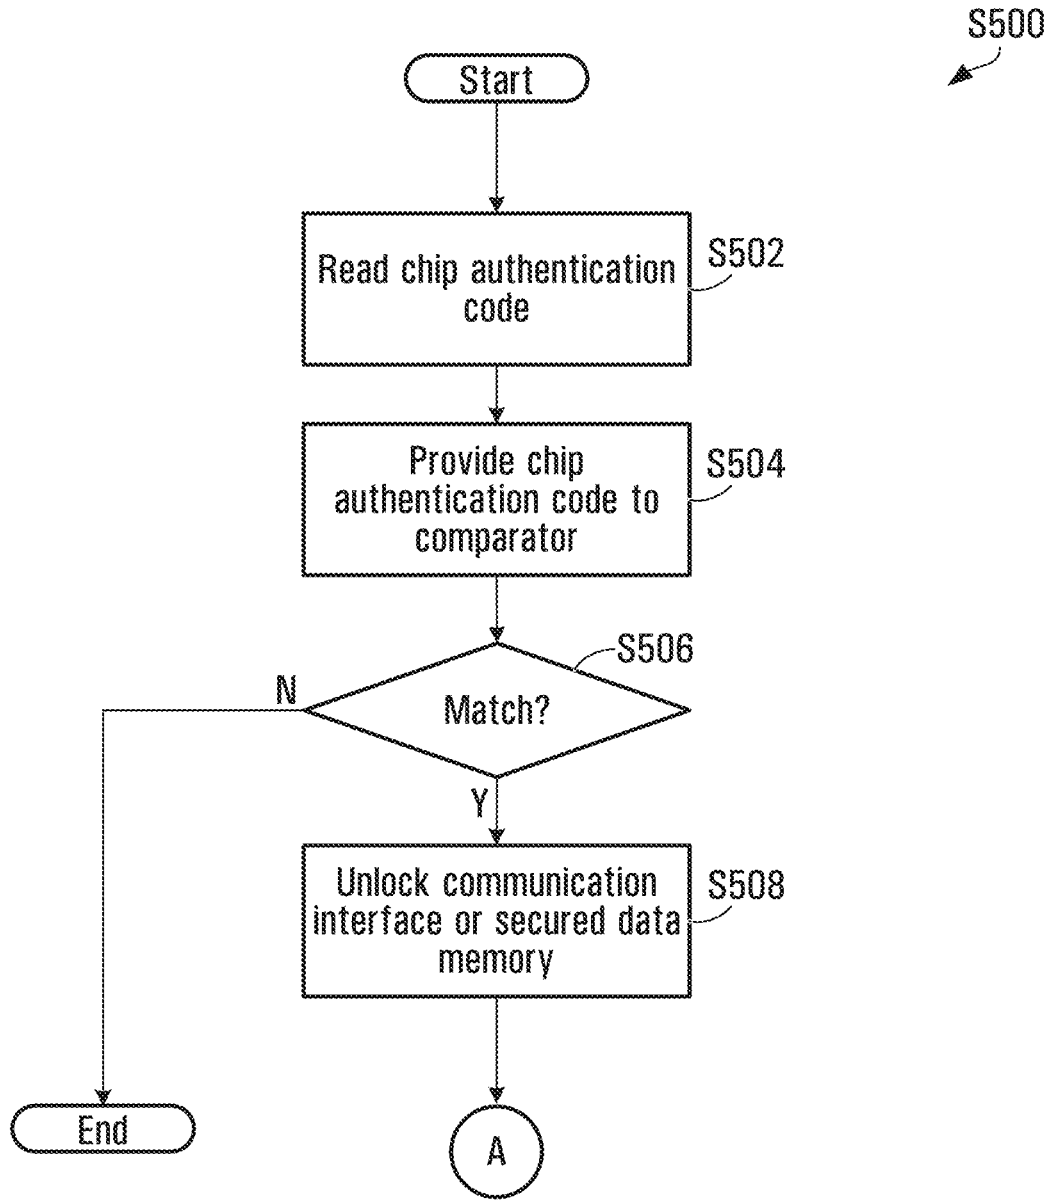 S500
Start
Read chip authentication
code
S502
Provide chip
authentication code to
comparator
S504
S506
N
Match?
Y
Unlock communication
interface or secured data
memory
S508
End
A